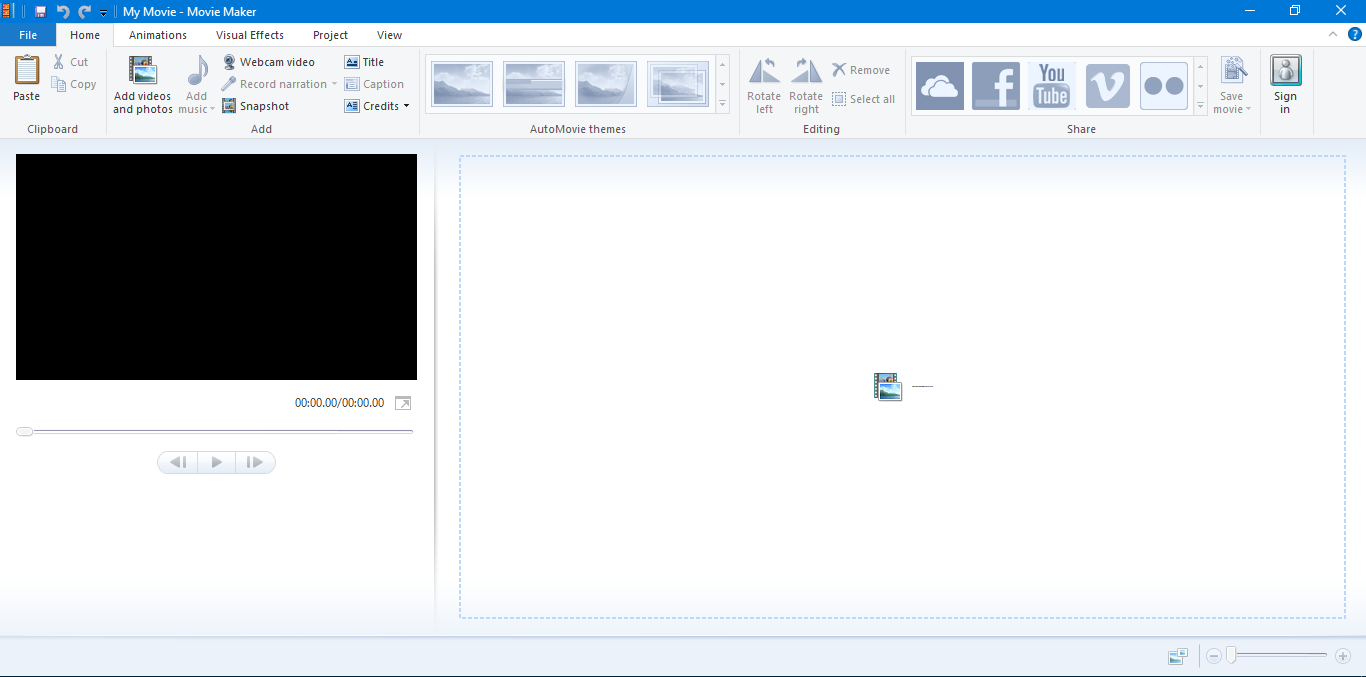 My Movie - Movie Maker
File Home Animations Visual Effects Project View
Paste
Cut
Copy
Clipboard
Add videos
and photos
Add
music
Webcam video
Record narration
Snapshot
Title
Caption
Credits
Add
AutoMovie themes
Rotate
left
Rotate
right
Remove
Select all
Editing
f
You
Tube
V
Share
Save
movie
Sign
in
00:00.00/00:00.00